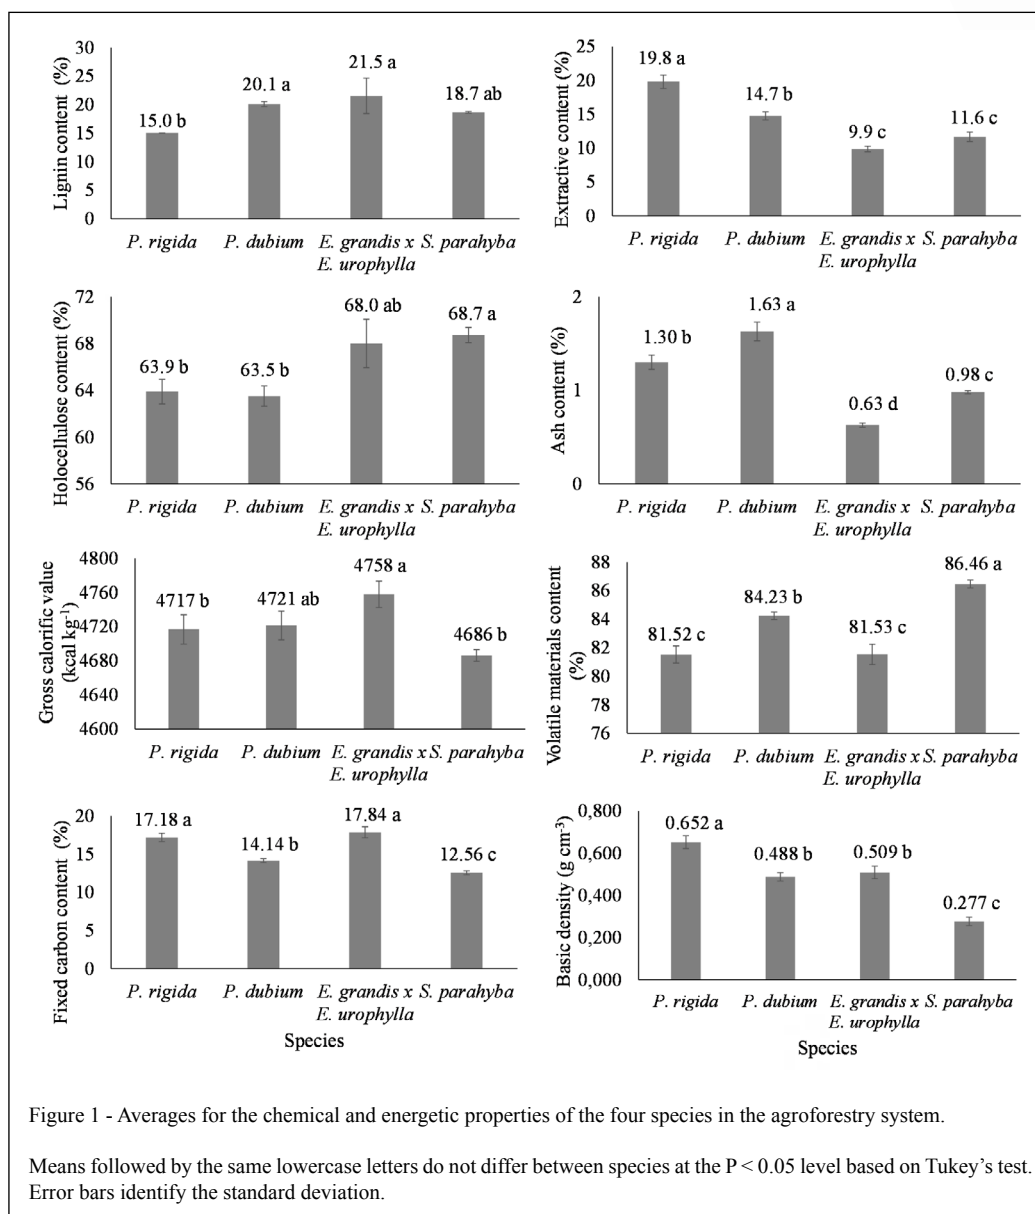 Lignin content (%)
30
25
20
15
10
5
0
15.0 b
20.1 a
21.5 a
18.7 ab
P. rigida
P. dubium
E. grandis x
E. urophylla
S. parahyba
Extractive content (%)
25
20
15
10
5
0
19.8 a
14.7 b
9.9 c
11.6 c
P. rigida
P. dubium
E. grandis x
E. urophylla
S. parahyba
Holocellulose content (%)
72
68
64
60
56
63.9 b
63.5 b
68.0 ab
68.7 a
P. rigida
P. dubium
E. grandis x
E. urophylla
S. parahyba
Ash content (%)
2
1
0
1.30 b
1.63 a
0.63 d
0.98 c
P. rigida
P. dubium
E. grandis x
E. urophylla
S. parahyba
Gross calorific value
(kcal kg⁻¹)
4800
4760
4720
4680
4640
4600
4717 b
4721 ab
4758 a
4686 b
P. rigida
P. dubium
E. grandis x
E. urophylla
S. parahyba
Volatile materials content
(%)
88
86
84
82
80
78
76
81.52 c
84.23 b
81.53 c
86.46 a
P. rigida
P. dubium
E. grandis x
E. urophylla
S. parahyba
Fixed carbon content (%)
20
15
10
5
0
17.18 a
14.14 b
17.84 a
12.56 c
P. rigida
P. dubium
E. grandis x
E. urophylla
S. parahyba
Species
Basic density (g cm⁻³)
0,800
0,600
0,400
0,200
0,000
0.652 a
0.488 b
0.509 b
0.277 c
P. rigida
P. dubium
E. grandis x
E. urophylla
S. parahyba
Species
Figure 1 - Averages for the chemical and energetic properties of the four species in the agroforestry system.
Means followed by the same lowercase letters do not differ between species at the P < 0.05 level based on Tukey’s test.
Error bars identify the standard deviation.